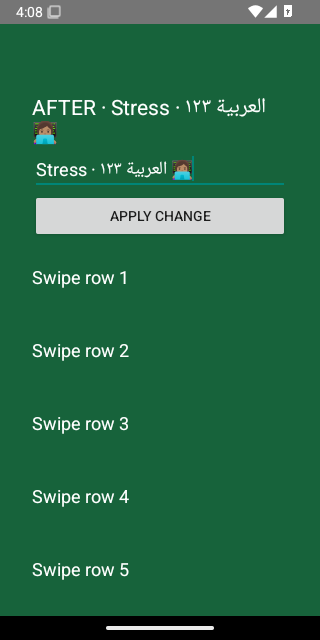 4:08
AFTER · Stress · العربية ١٢٣
👩🏽‍💻
Stress · العربية ١٢٣ 👩🏽‍💻
APPLY CHANGE
Swipe row 1
Swipe row 2
Swipe row 3
Swipe row 4
Swipe row 5